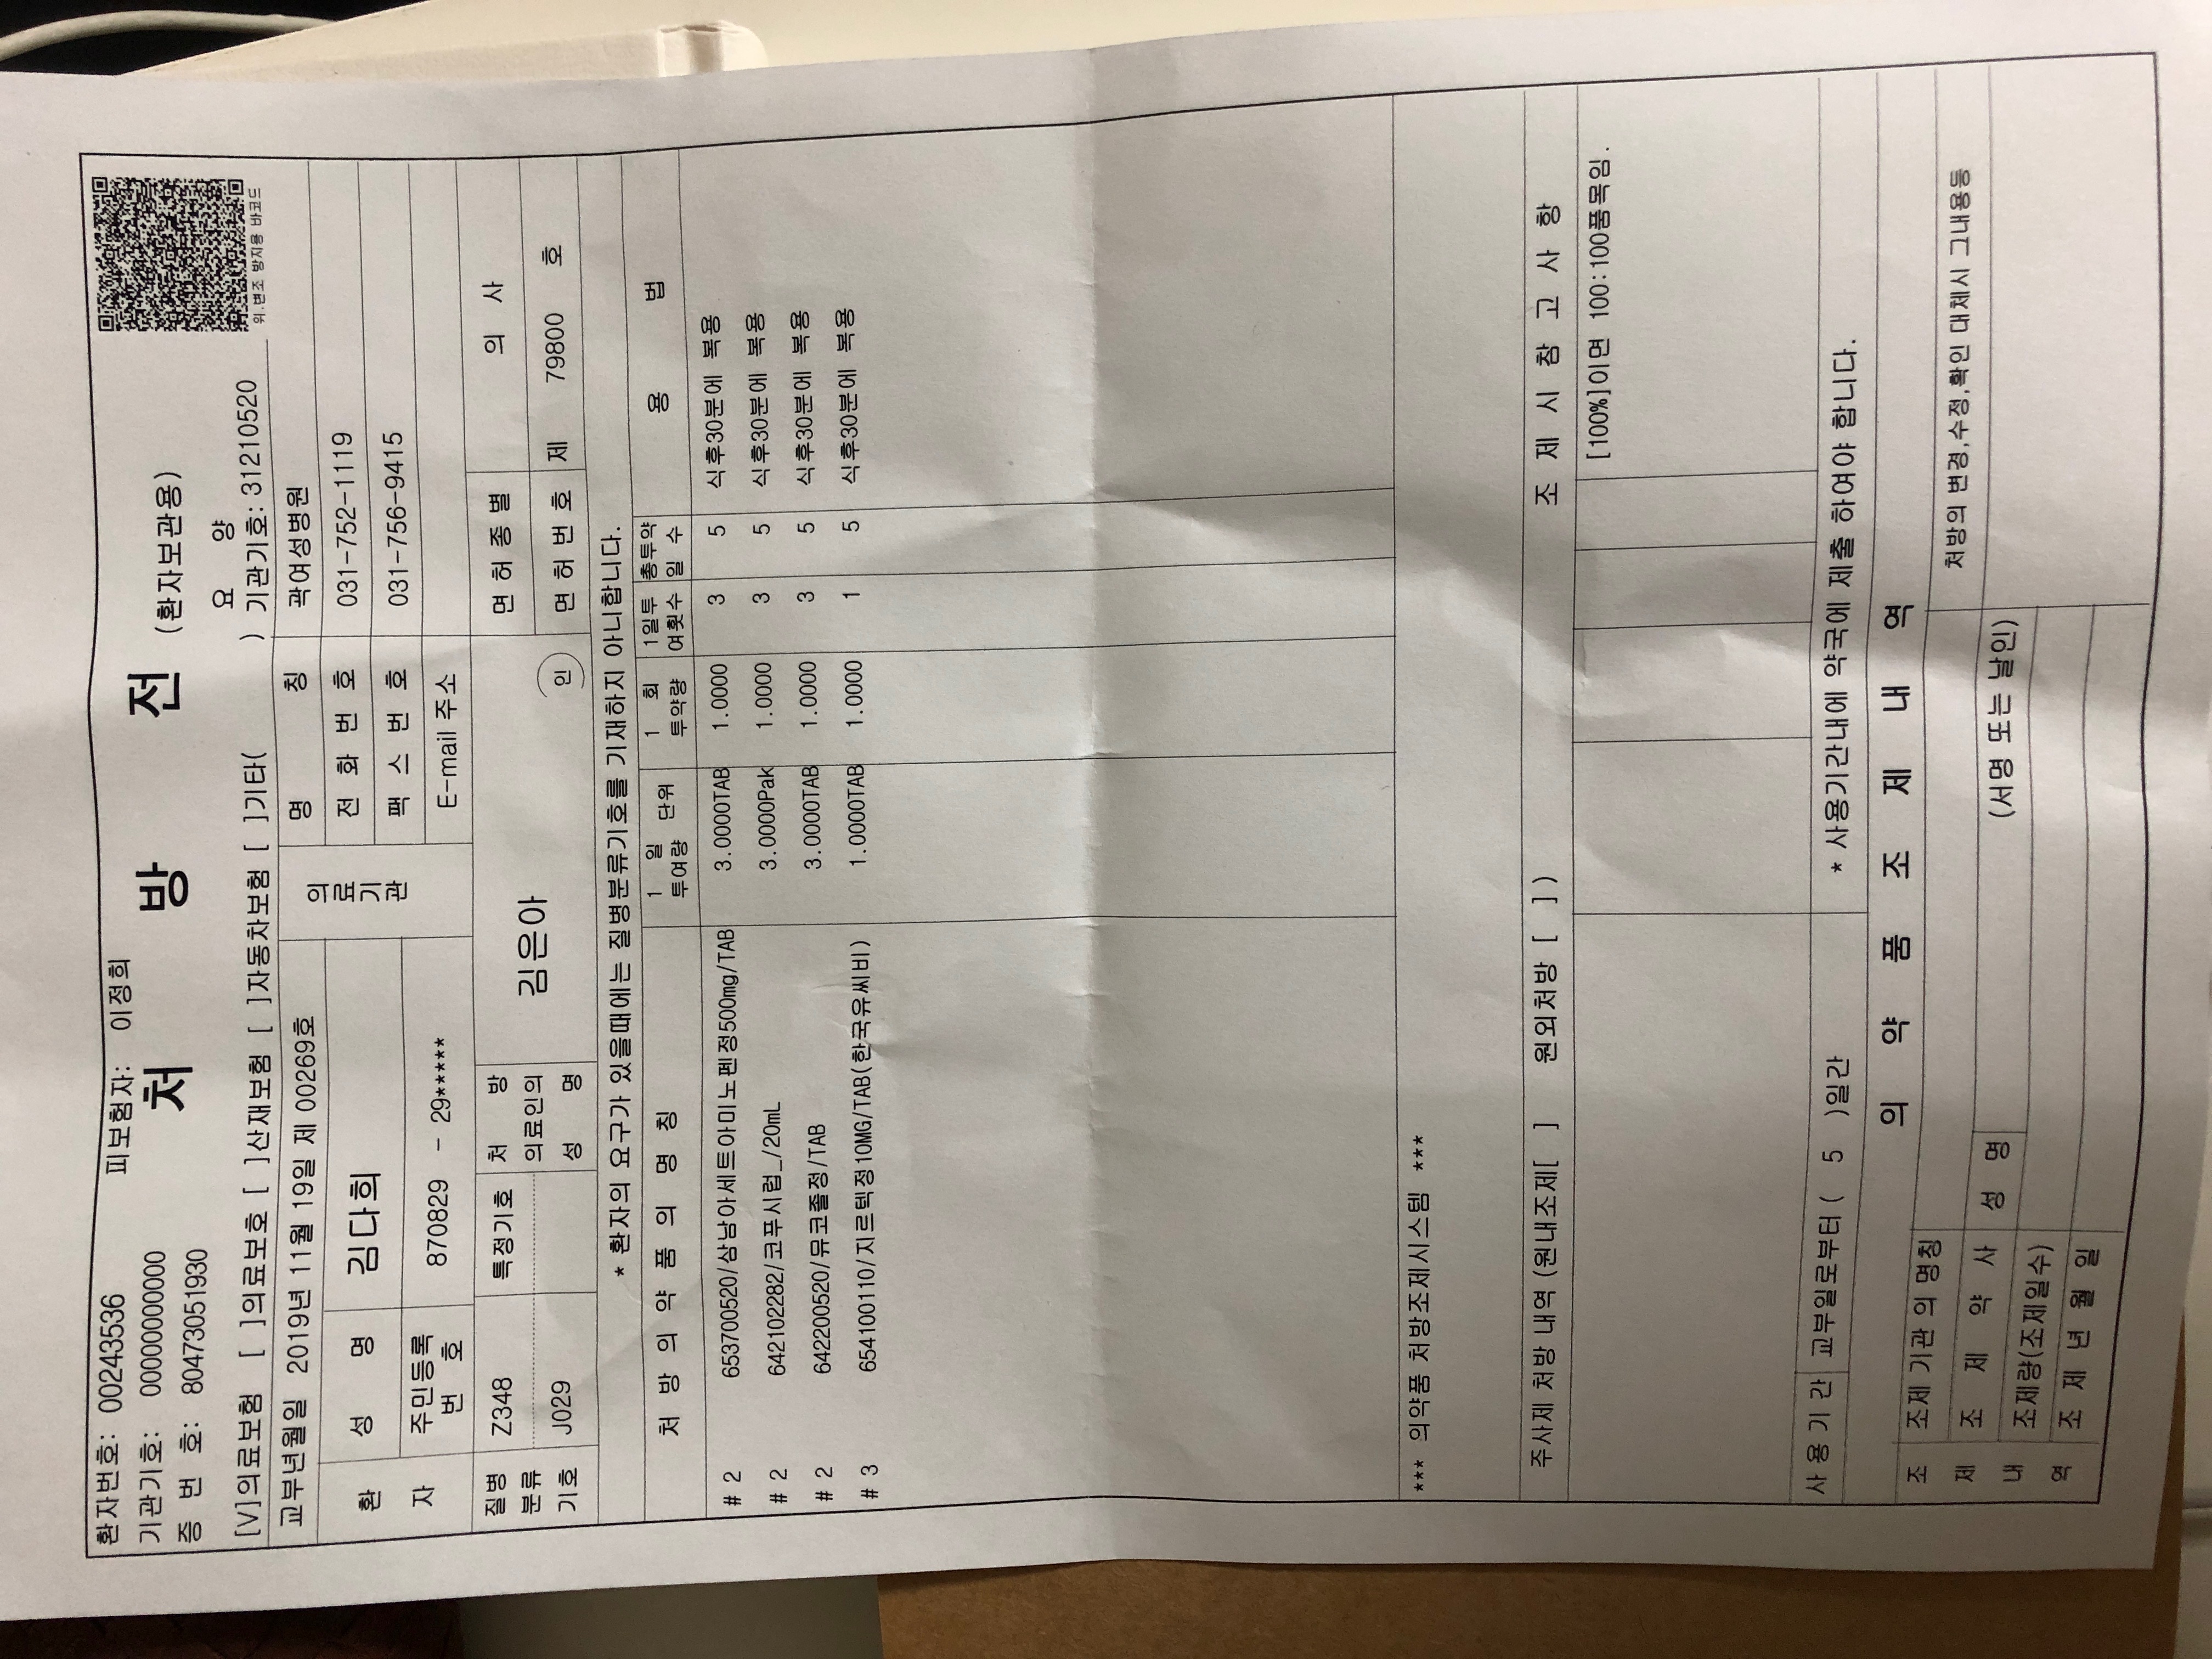 환자번호: 00243536 피보험자: 이정희
기관기호: 00000000000
처 방 전 (환자보관용)
증 번 호: 80473051930
요 양
[V]의료보험 [ ]의료보호 [ ]산재보험 [ ]자동차보험 [ ]기타( ) 기관기호: 31210520
위.변조 방지용 바코드
교부년월일 2019년 11월 19일 제 00269호
의료기관
명 칭 곽여성병원
전 화 번 호 031-752-1119
팩 스 번 호 031-756-9415
E-mail 주소
환자
성 명 김다희
주민등록
번 호
870829 - 29*****
질병
분류
기호
Z348
J029
특정기호
처 방
의료인의
성 명
김은아
인
면 허 종 별 의 사
면 허 번 호 제 79800 호
* 환자의 요구가 있을때에는 질병분류기호를 기재하지 아니합니다.
처 방 의 약 품 의 명 칭
1 일
투여량
단위
1 회
투약량
1일투
여횟수
총투약
일 수
용 법
# 2 653700520/삼남아세트아미노펜정500mg/TAB 3.0000TAB 1.0000 3 5 식후30분에 복용
# 2 642102282/코푸시럽_/20mL 3.0000Pak 1.0000 3 5 식후30분에 복용
# 2 642200520/뮤코졸정/TAB 3.0000TAB 1.0000 3 5 식후30분에 복용
# 3 654100110/지르텍정10MG/TAB(한국유씨비) 1.0000TAB 1.0000 1 5 식후30분에 복용
*** 의약품 처방조제시스템 ***
주사제 처방 내역 (원내조제[ ] 원외처방 [ ] ) 조 제 시 참 고 사 항
[100%]이면 100:100품목임.
사 용 기 간 교부일로부터 ( 5 )일간 * 사용기간내에 약국에 제출 하여야 합니다.
의 약 품 조 제 내 역
조제내역
조제 기관 의 명칭
처방의 변경,수정,확인 대체시 그내용등
조 제 약 사 성 명 (서명 또는 날인)
조제량(조제일수)
조 제 년 월 일